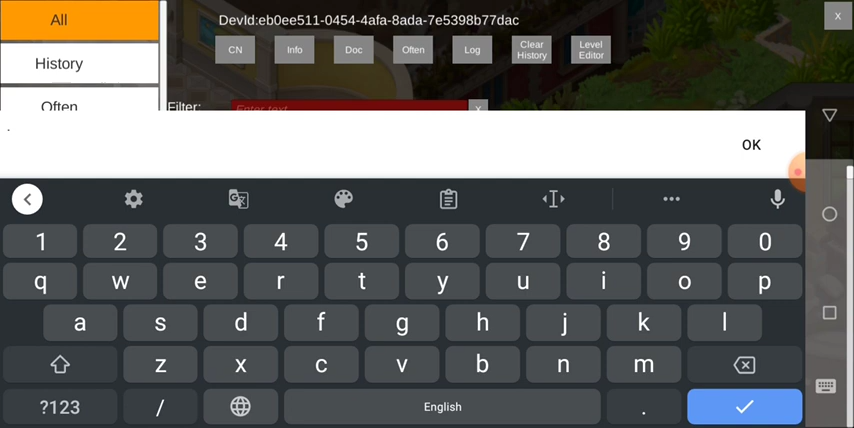 All
DevId:eb0ee511-0454-4afa-8ada-7e5398b77dac
x
CN Info Doc Often Log Clear History Level Editor
History
Often
Filter: Enter text x
.
OK
1 2 3 4 5 6 7 8 9 0
q w e r t y u i o p
a s d f g h j k l
z x c v b n m
?123 / English .